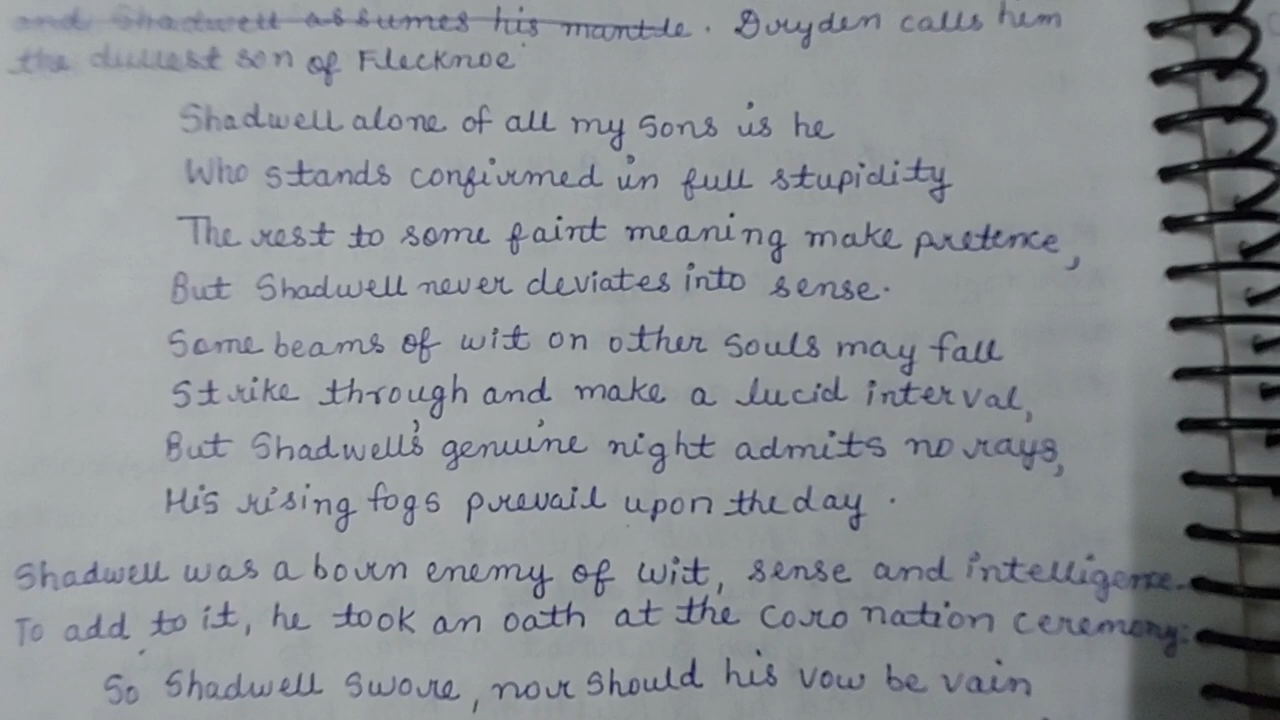 and Shadwell assumes his mantle. Dryden calls him
the dullest son of Flecknoe
Shadwell alone of all my sons is he
Who stands confirmed in full stupidity
The rest to some faint meaning make pretence,
But Shadwell never deviates into sense.
Some beams of wit on other souls may fall
Strike through and make a lucid interval,
But Shadwell's genuine night admits no rays,
His rising fogs prevail upon the day.
Shadwell was a born enemy of wit, sense and intelligence.
To add to it, he took an oath at the coronation ceremony:
So Shadwell swore, nor should his vow be vain